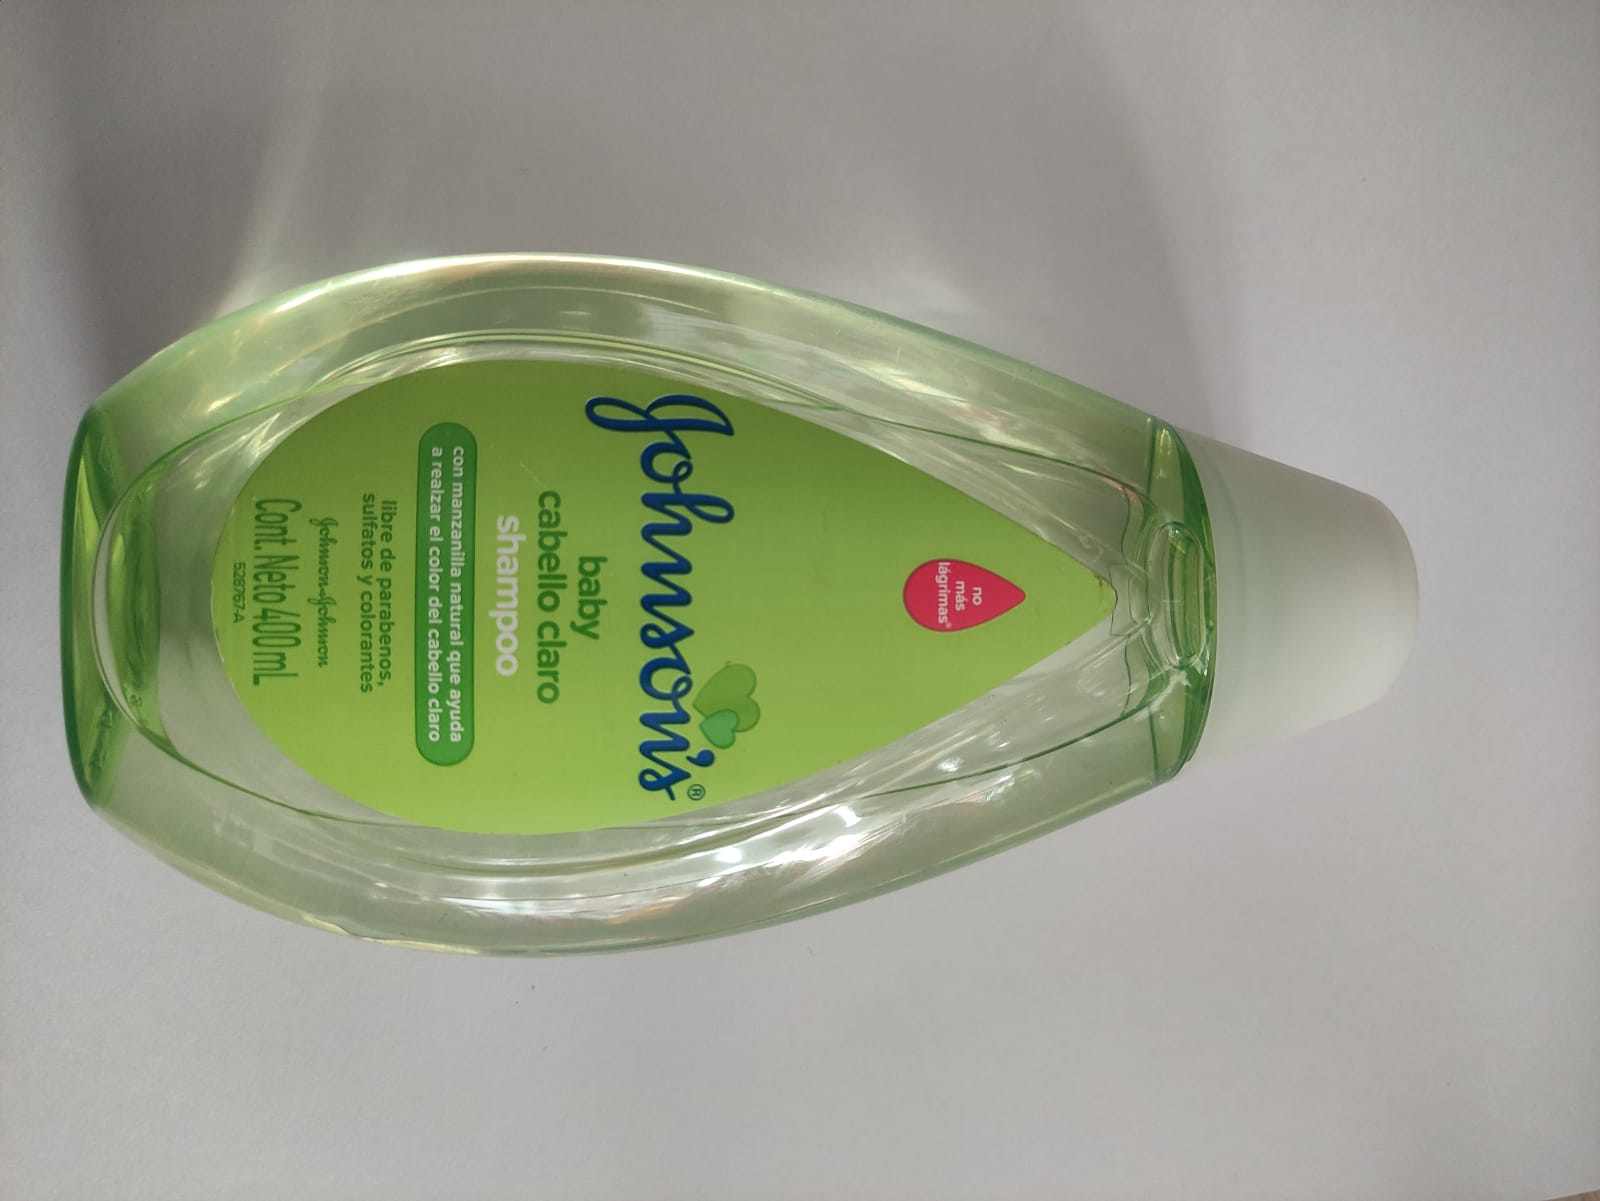 no
más
lágrimas®
Johnson's®
baby
cabello claro
shampoo
con manzanilla natural que ayuda
a realzar el color del cabello claro
libre de parabenos,
sulfatos y colorantes
Johnson & Johnson
Cont. Neto 400 mL
528767-A